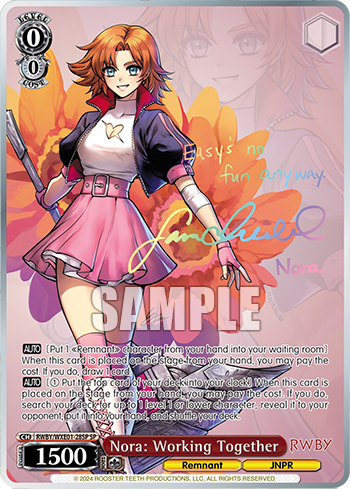 LEVEL
0
0
COST
Easy's no
fun anyway.
Nora
SAMPLE
AUTO [Put 1 «Remnant» character from your hand into your waiting room]
When this card is placed on the stage from your hand, you may pay the
cost. If you do, draw 1 card.
AUTO [① Put the top card of your deck into your clock] When this card is
placed on the stage from your hand, you may pay the cost. If you do,
search your deck for up to 1 level 1 or lower character, reveal it to
your opponent, put it into your hand, and shuffle your deck.
CH RWBY/WXE01-28SP SP
POWER
1500
Nora: Working Together
RWBY
Remnant
JNPR
© 2024 ROOSTER TEETH PRODUCTIONS, LLC, ALL RIGHTS RESERVED.